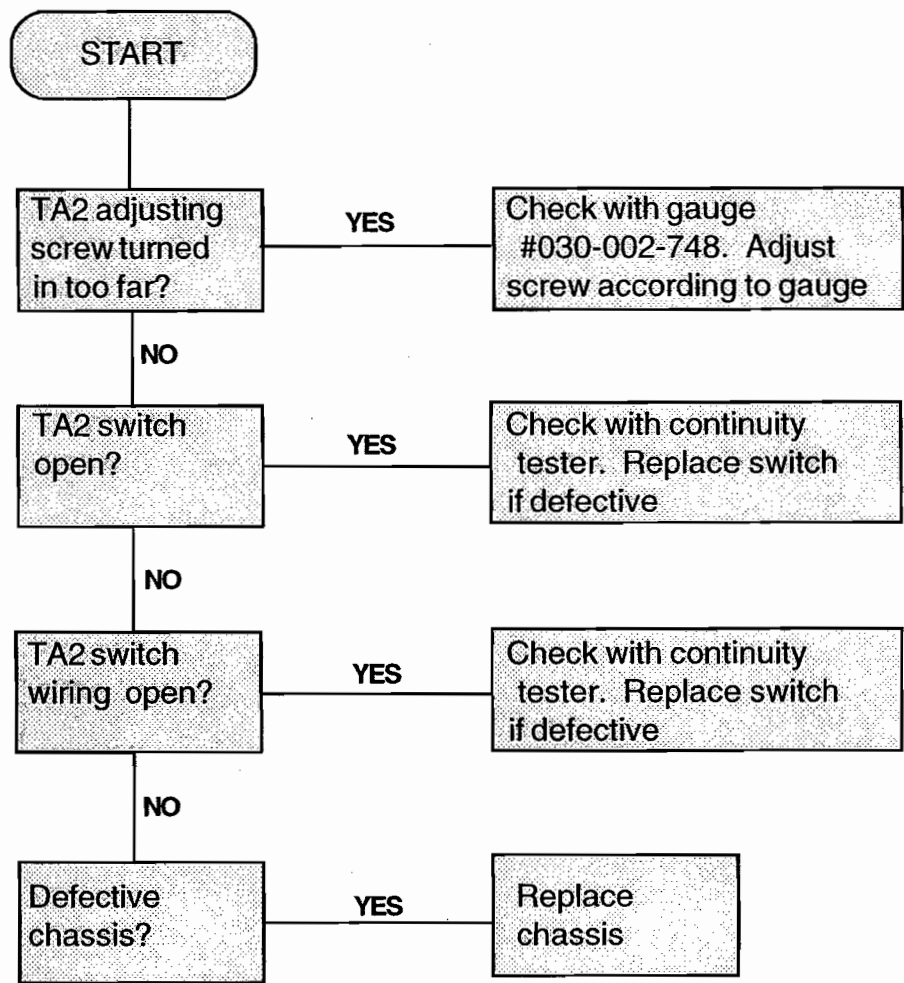 START
TA2 adjusting
screw turned
in too far?
YES
Check with gauge
#030-002-748. Adjust
screw according to gauge
NO
TA2 switch
open?
YES
Check with continuity
tester. Replace switch
if defective
NO
TA2 switch
wiring open?
YES
Check with continuity
tester. Replace switch
if defective
NO
Defective
chassis?
YES
Replace
chassis